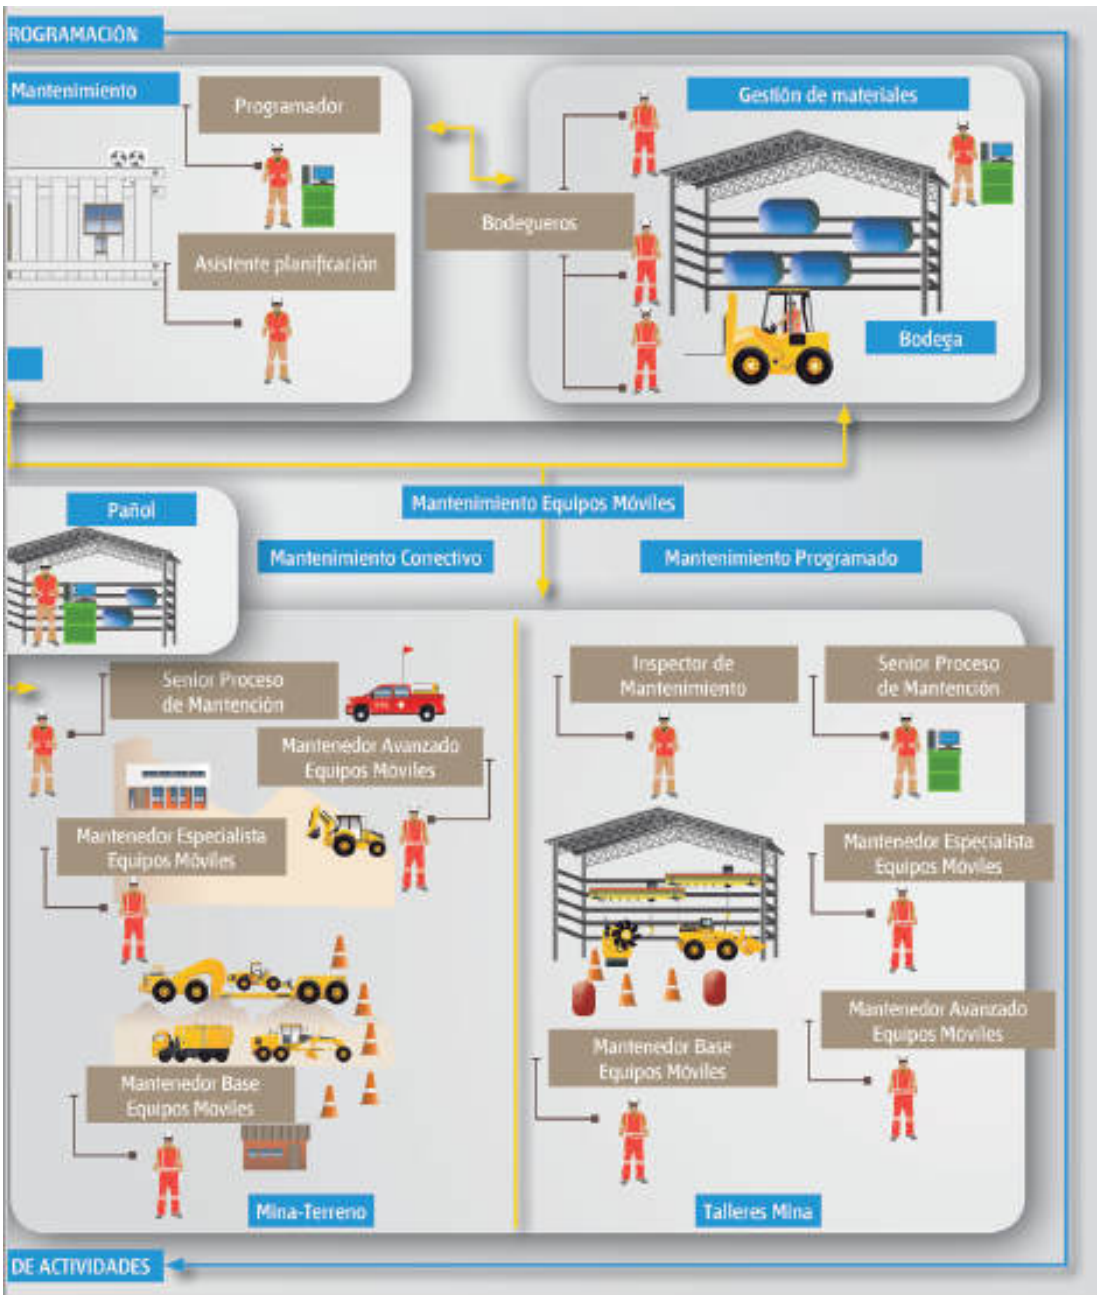 ROGRAMACIÓN
Mantenimiento
Programador
Asistente planificación
Gestión de materiales
Bodegueros
Bodega
Mantenimiento Equipos Móviles
Pañol
Mantenimiento Correctivo
Mantenimiento Programado
Senior Proceso
de Mantención
Mantenedor Avanzado
Equipos Móviles
Mantenedor Especialista
Equipos Móviles
Mantenedor Base
Equipos Móviles
Mina-Terreno
Inspector de
Mantenimiento
Senior Proceso
de Mantención
Mantenedor Especialista
Equipos Móviles
Mantenedor Avanzado
Equipos Móviles
Mantenedor Base
Equipos Móviles
Talleres Mina
DE ACTIVIDADES